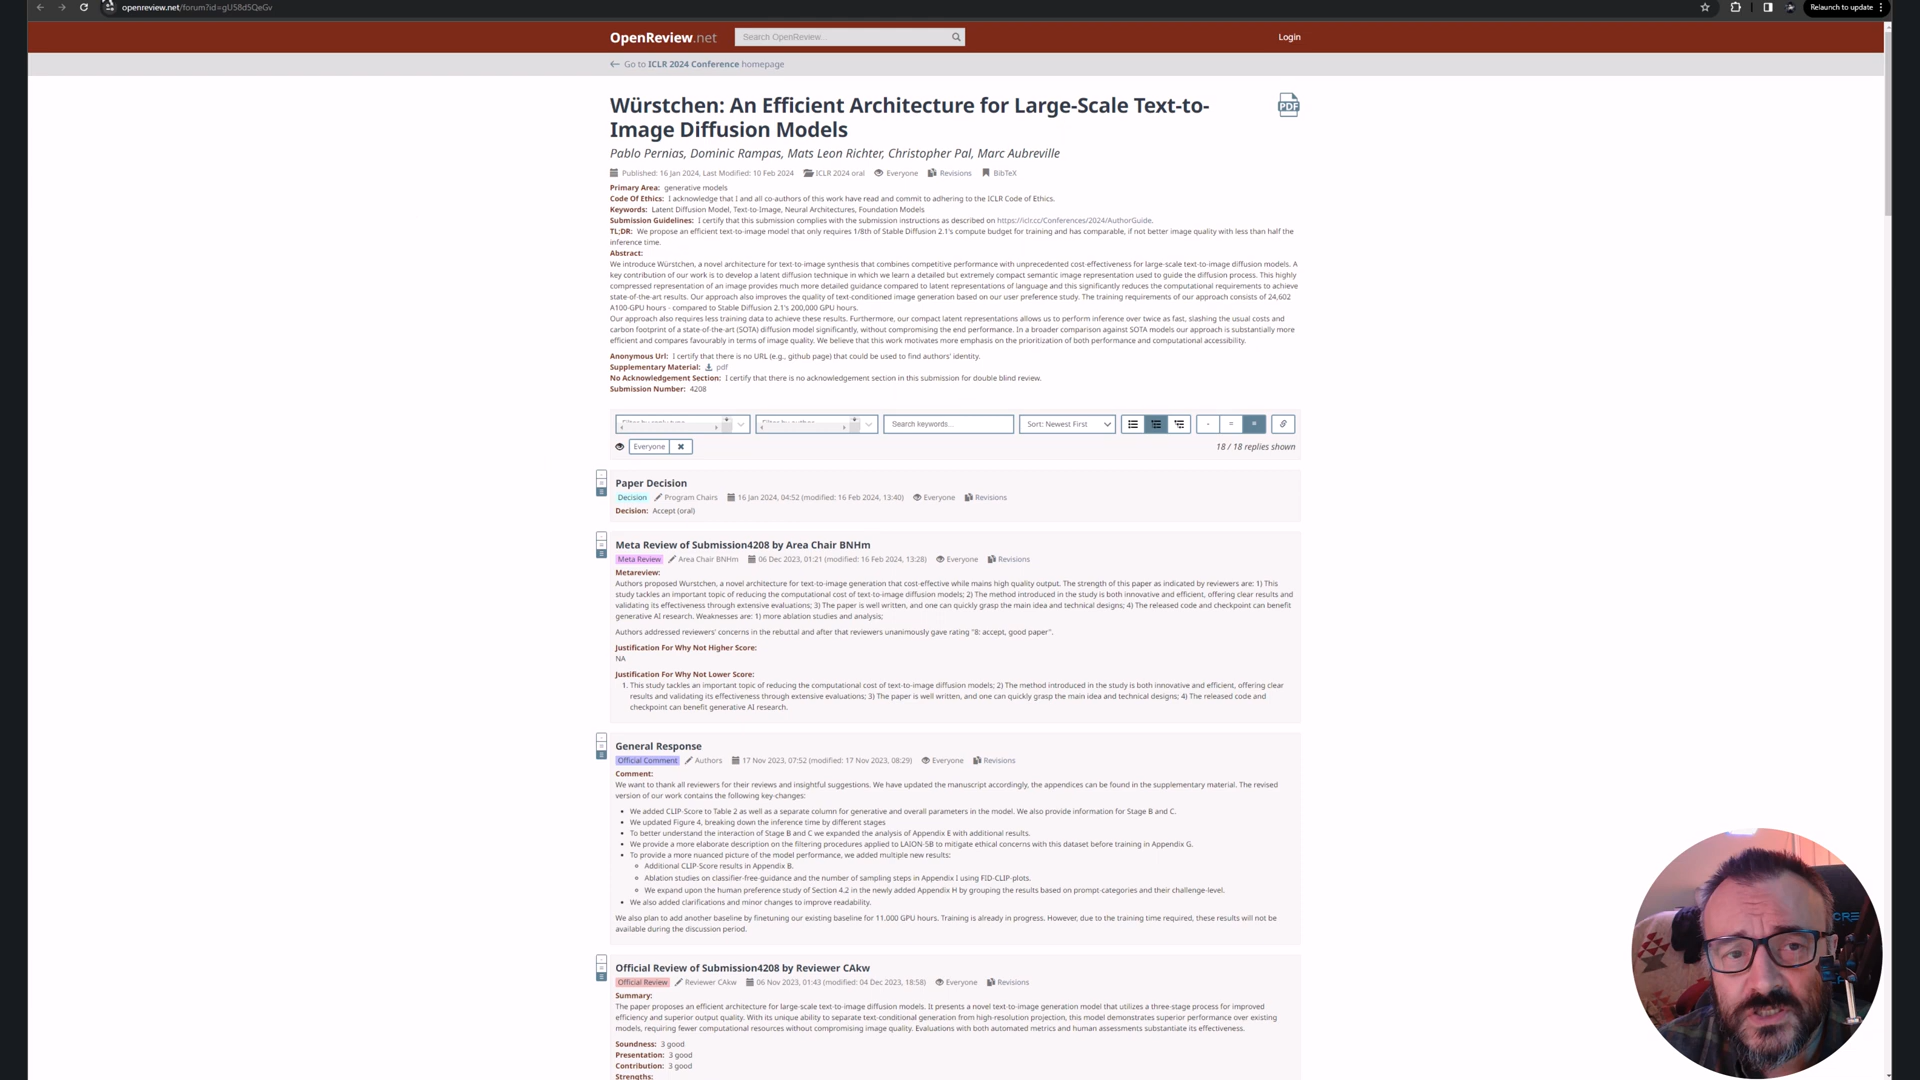 openreview.net/forum?id=gU58d5QeGv
Relaunch to update
OpenReview.net
Search OpenReview...
Login
← Go to ICLR 2024 Conference homepage
Würstchen: An Efficient Architecture for Large-Scale Text-to-
Image Diffusion Models
PDF
Pablo Pernias, Dominic Rampas, Mats Leon Richter, Christopher Pal, Marc Aubreville
Published: 16 Jan 2024, Last Modified: 10 Feb 2024 ICLR 2024 oral Everyone Revisions BibTeX
Primary Area: generative models
Code Of Ethics: I acknowledge that I and all co-authors of this work have read and commit to adhering to the ICLR Code of Ethics.
Keywords: Latent Diffusion Model, Text-to-Image, Neural Architectures, Foundation Models
Submission Guidelines: I certify that this submission complies with the submission instructions as described on https://iclr.cc/Conferences/2024/AuthorGuide.
TL;DR: We propose an efficient text-to-image model that only requires 1/8th of Stable Diffusion 2.1's compute budget for training and has comparable, if not better image quality with less than half the
inference time.
Abstract:
We introduce Würstchen, a novel architecture for text-to-image synthesis that combines competitive performance with unprecedented cost-effectiveness for large-scale text-to-image diffusion models. A
key contribution of our work is to develop a latent diffusion technique in which we learn a detailed but extremely compact semantic image representation used to guide the diffusion process. This highly
compressed representation of an image provides much more detailed guidance compared to latent representations of language and this significantly reduces the computational requirements to achieve
state-of-the-art results. Our approach also improves the quality of text-conditioned image generation based on our user preference study. The training requirements of our approach consists of 24,602
A100-GPU hours - compared to Stable Diffusion 2.1's 200,000 GPU hours.
Our approach also requires less training data to achieve these results. Furthermore, our compact latent representations allows us to perform inference over twice as fast, slashing the usual costs and
carbon footprint of a state-of-the-art (SOTA) diffusion model significantly, without compromising the end performance. In a broader comparison against SOTA models our approach is substantially more
efficient and compares favourably in terms of image quality. We believe that this work motivates more emphasis on the prioritization of both performance and computational accessibility.
Anonymous Url: I certify that there is no URL (e.g., github page) that could be used to find authors' identity.
Supplementary Material: pdf
No Acknowledgement Section: I certify that there is no acknowledgement section in this submission for double blind review.
Submission Number: 4208
Search keywords... Sort: Newest First
Everyone 18 / 18 replies shown
Paper Decision
Decision Program Chairs 16 Jan 2024, 04:52 (modified: 16 Feb 2024, 13:40) Everyone Revisions
Decision: Accept (oral)
Meta Review of Submission4208 by Area Chair BNHm
Meta Review Area Chair BNHm 06 Dec 2023, 01:21 (modified: 16 Feb 2024, 13:28) Everyone Revisions
Metareview:
Authors proposed Wurstchen, a novel architecture for text-to-image generation that cost-effective while mains high quality output. The strength of this paper as indicated by reviewers are: 1) This
study tackles an important topic of reducing the computational cost of text-to-image diffusion models; 2) The method introduced in the study is both innovative and efficient, offering clear results and
validating its effectiveness through extensive evaluations; 3) The paper is well written, and one can quickly grasp the main idea and technical designs; 4) The released code and checkpoint can benefit
generative AI research. Weaknesses are: 1) more ablation studies and analysis;
Authors addressed reviewers' concerns in the rebuttal and after that reviewers unanimously gave rating "8: accept, good paper".
Justification For Why Not Higher Score:
NA
Justification For Why Not Lower Score:
1. This study tackles an important topic of reducing the computational cost of text-to-image diffusion models; 2) The method introduced in the study is both innovative and efficient, offering clear
results and validating its effectiveness through extensive evaluations; 3) The paper is well written, and one can quickly grasp the main idea and technical designs; 4) The released code and
checkpoint can benefit generative AI research.
General Response
Official Comment Authors 17 Nov 2023, 07:52 (modified: 17 Nov 2023, 08:29) Everyone Revisions
Comment:
We want to thank all reviewers for their reviews and insightful suggestions. We have updated the manuscript accordingly, the appendices can be found in the supplementary material. The revised
version of our work contains the following key-changes:
• We added CLIP-Score to Table 2 as well as a separate column for generative and overall parameters in the model. We also provide information for Stage B and C.
• We updated Figure 4, breaking down the inference time by different stages
• To better understand the interaction of Stage B and C we expanded the analysis of Appendix E with additional results.
• We provide a more elaborate description on the filtering procedures applied to LAION-5B to mitigate ethical concerns with this dataset before training in Appendix G.
• To provide a more nuanced picture of the model performance, we added multiple new results:
◦ Additional CLIP-Score results in Appendix B.
◦ Ablation studies on classifier-free-guidance and the number of sampling steps in Appendix I using FID-CLIP-plots.
◦ We expand upon the human preference study of Section 4.2 in the newly added Appendix H by grouping the results based on prompt-categories and their challenge-level.
• We also added clarifications and minor changes to improve readability.
We also plan to add another baseline by finetuning our existing baseline for 11,000 GPU hours. Training is already in progress. However, due to the training time required, these results will not be
available during the discussion period.
Official Review of Submission4208 by Reviewer CAkw
Official Review Reviewer CAkw 06 Nov 2023, 01:43 (modified: 04 Dec 2023, 18:58) Everyone Revisions
Summary:
The paper proposes an efficient architecture for large-scale text-to-image diffusion models. It presents a novel text-to-image generation model that utilizes a three-stage process for improved
efficiency and superior output quality. With its unique ability to separate text-conditional generation from high-resolution projection, this model demonstrates superior performance over existing
models, requiring fewer computational resources without compromising image quality. Evaluations with both automated metrics and human assessments substantiate its effectiveness.
Soundness: 3 good
Presentation: 3 good
Contribution: 3 good
Strengths: